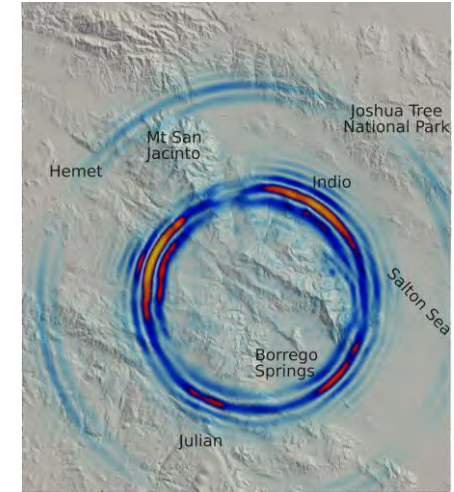 Joshua Tree
National Park
Mt San
Jacinto
Hemet
Indio
Salton Sea
Borrego
Springs
Julian